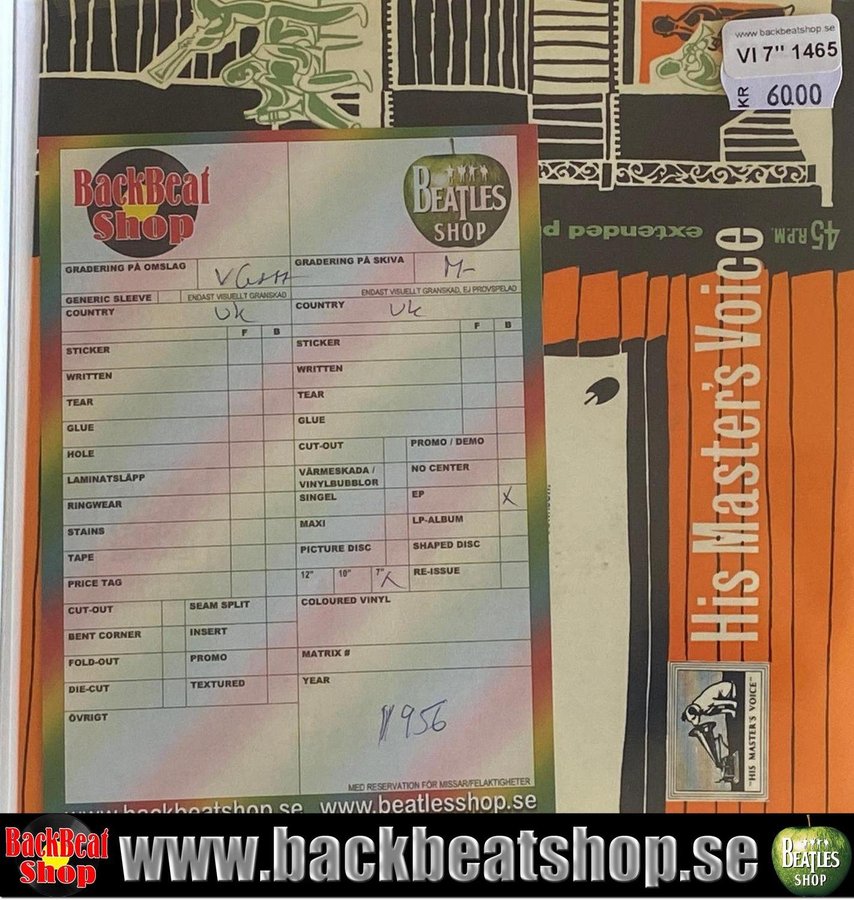 www.backbeatshop.se
VI 7" 1465
KR 60.00
BackBeat
Shop
BEATLES
SHOP
GRADERING PÅ OMSLAG
GRADERING PÅ SKIVA M-
GENERIC SLEEVE
ENDAST VISUELLT GRANSKAD
ENDAST VISUELLT GRANSKAD, EJ PROVSPELAD
COUNTRY UK
COUNTRY UK
F B
F B
STICKER
WRITTEN
TEAR
GLUE
HOLE
LAMINATSLÄPP
RINGWEAR
STAINS
TAPE
PRICE TAG
CUT-OUT SEAM SPLIT
BENT CORNER INSERT
FOLD-OUT PROMO
DIE-CUT TEXTURED
ÖVRIGT
STICKER
WRITTEN
TEAR
GLUE
CUT-OUT PROMO / DEMO
VÄRMESKADA /
VINYLBUBBLOR NO CENTER
SINGEL EP X
MAXI LP-ALBUM
PICTURE DISC SHAPED DISC
12" 10" 7" X RE-ISSUE
COLOURED VINYL
MATRIX #
YEAR
1956
MED RESERVATION FÖR MISSAR/FELAKTIGHETER
www.backbeatshop.se www.beatlesshop.se
45 R.P.M.
extended
His Master's Voice
"HIS MASTER'S VOICE"
BackBeat
Shop
www.backbeatshop.se
BEATLES
SHOP